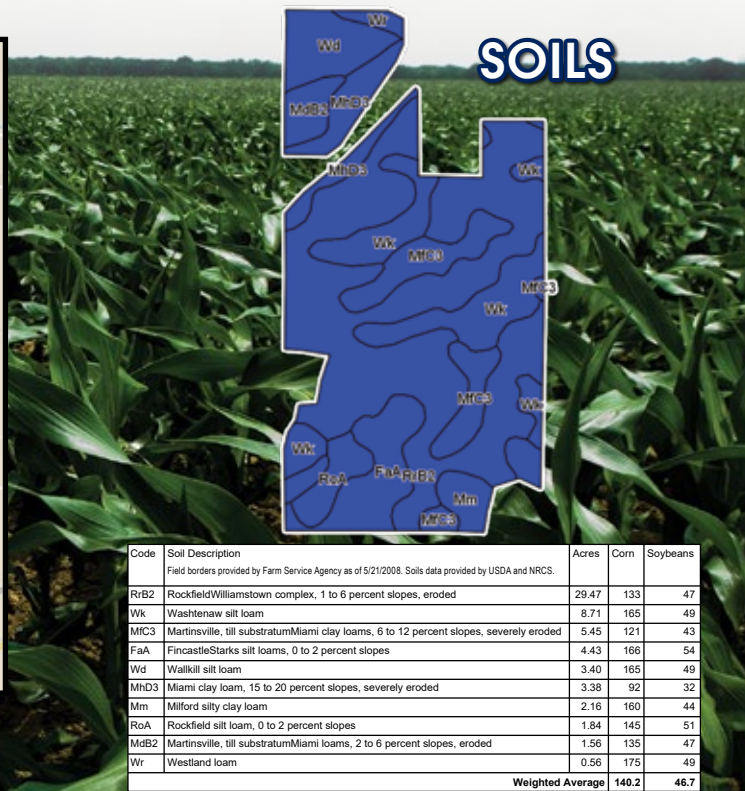 SOILS
Wr
Wd
MdB2 MhD3
MhD3
Wk
Wk
MfC3
MfC3
Wk
MfC3
Wk
Wk
RoA
FaA RrB2
Mm
MfC3
Code Soil Description Acres Corn Soybeans
Field borders provided by Farm Service Agency as of 5/21/2008. Soils data provided by USDA and NRCS.
RrB2 RockfieldWilliamstown complex, 1 to 6 percent slopes, eroded 29.47 133 47
Wk Washtenaw silt loam 8.71 165 49
MfC3 Martinsville, till substratumMiami clay loams, 6 to 12 percent slopes, severely eroded 5.45 121 43
FaA FincastleStarks silt loams, 0 to 2 percent slopes 4.43 166 54
Wd Wallkill silt loam 3.40 165 49
MhD3 Miami clay loam, 15 to 20 percent slopes, severely eroded 3.38 92 32
Mm Milford silty clay loam 2.16 160 44
RoA Rockfield silt loam, 0 to 2 percent slopes 1.84 145 51
MdB2 Martinsville, till substratumMiami loams, 2 to 6 percent slopes, eroded 1.56 135 47
Wr Westland loam 0.56 175 49
Weighted Average 140.2 46.7